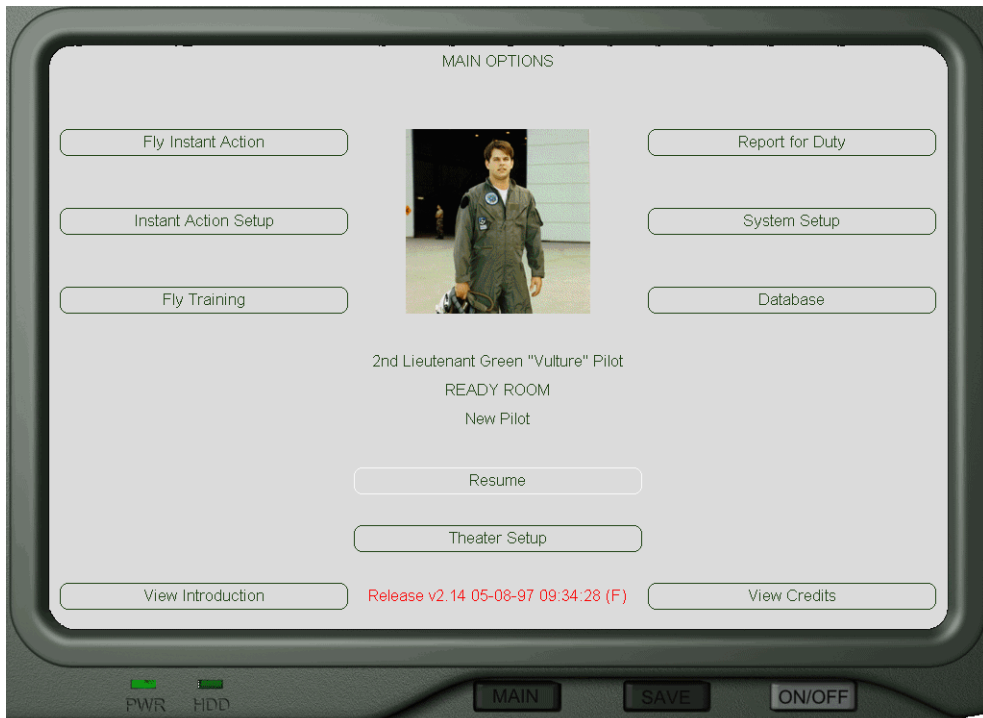 MAIN OPTIONS
Fly Instant Action
Report for Duty
Instant Action Setup
System Setup
Fly Training
Database
2nd Lieutenant Green "Vulture" Pilot
READY ROOM
New Pilot
Resume
Theater Setup
View Introduction
Release v2.14 05-08-97 09:34:28 (F)
View Credits
PWR
HDD
MAIN
SAVE
ON/OFF